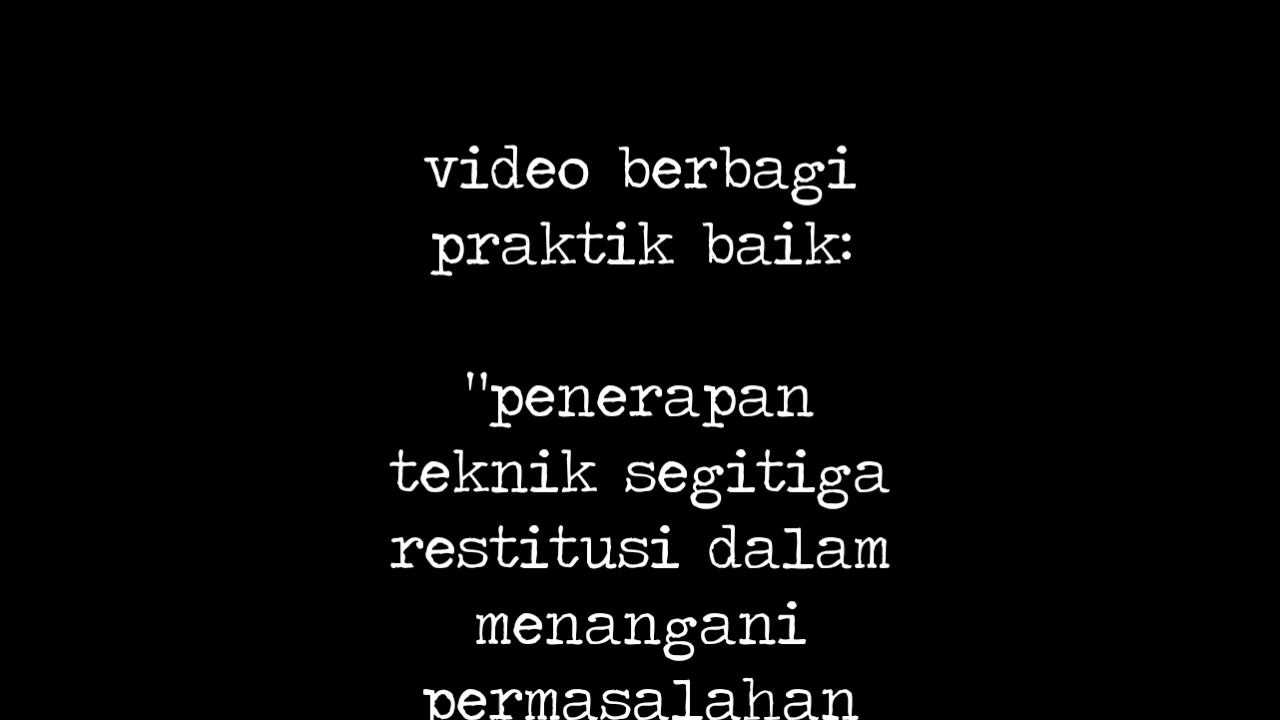 video berbagi
praktik baik:
"penerapan
teknik segitiga
restitusi dalam
menangani
permasalahan